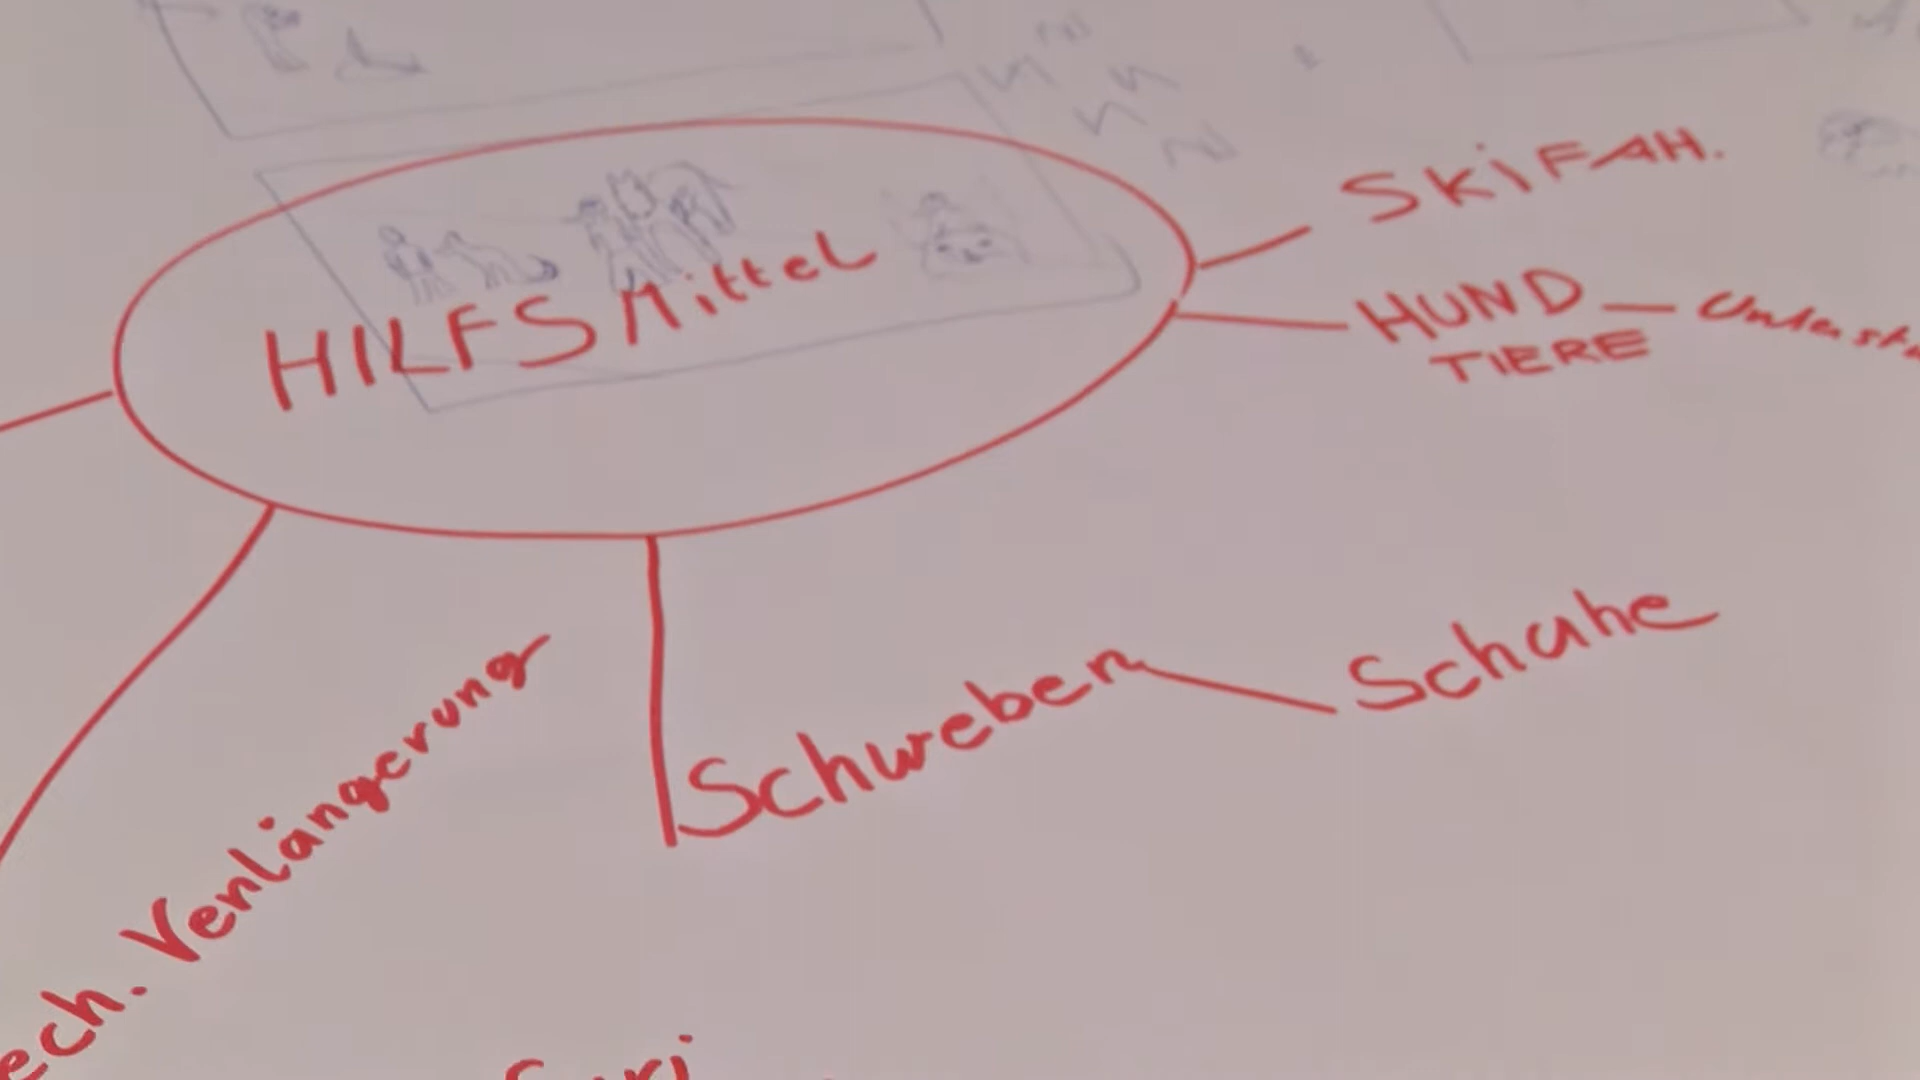 SKiFAH.
HILFSMittel
HUND
TIERE
Schweben
Schuhe
ech. Verlängerung